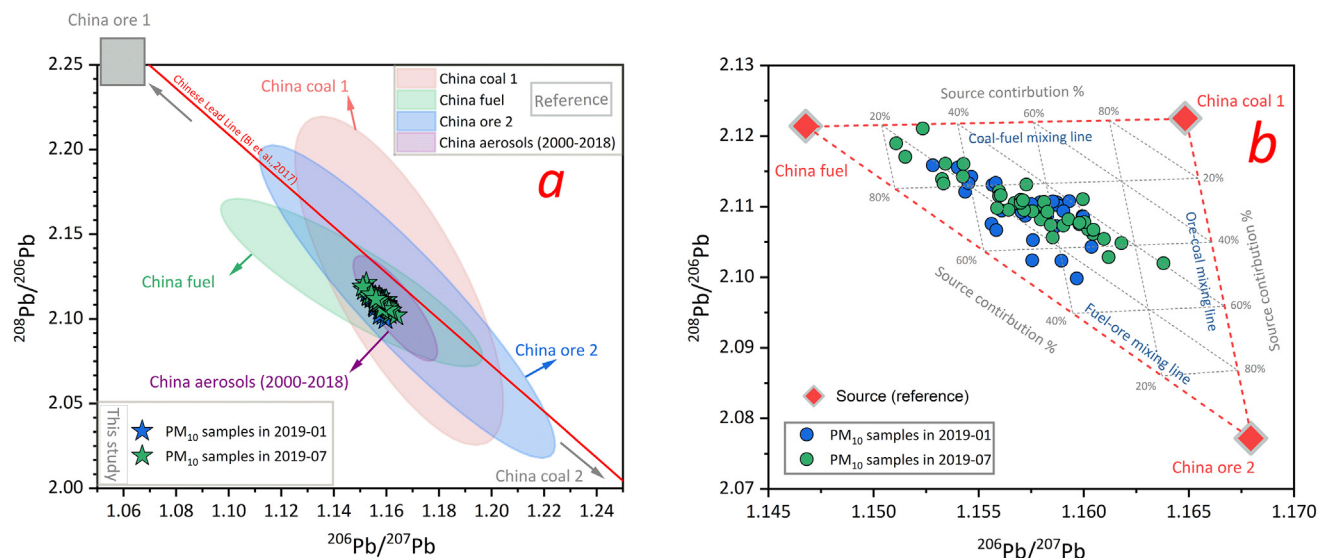 China ore 1
2.25
2.20
2.15
2.10
2.05
2.00
1.06
1.08
1.10
1.12
1.14
1.16
1.18
1.20
1.22
1.24
²⁰⁸Pb/²⁰⁶Pb
²⁰⁶Pb/²⁰⁷Pb
Chinese Lead Line (Bi et al.,2017)
China coal 1
China coal 1
China fuel
China ore 2
China aerosols (2000-2018)
Reference
a
China fuel
China ore 2
China aerosols (2000-2018)
China coal 2
This study
PM₁₀ samples in 2019-01
PM₁₀ samples in 2019-07
2.13
2.12
2.11
2.10
2.09
2.08
2.07
1.145
1.150
1.155
1.160
1.165
1.170
²⁰⁸Pb/²⁰⁶Pb
²⁰⁶Pb/²⁰⁷Pb
Source contribution %
20%
40%
60%
80%
China coal 1
Coal-fuel mixing line
b
China fuel
80%
60%
40%
20%
Source contribution %
Fuel-ore mixing line
20%
40%
60%
80%
Ore-coal mixing line
Source contribution %
China ore 2
Source (reference)
PM₁₀ samples in 2019-01
PM₁₀ samples in 2019-07